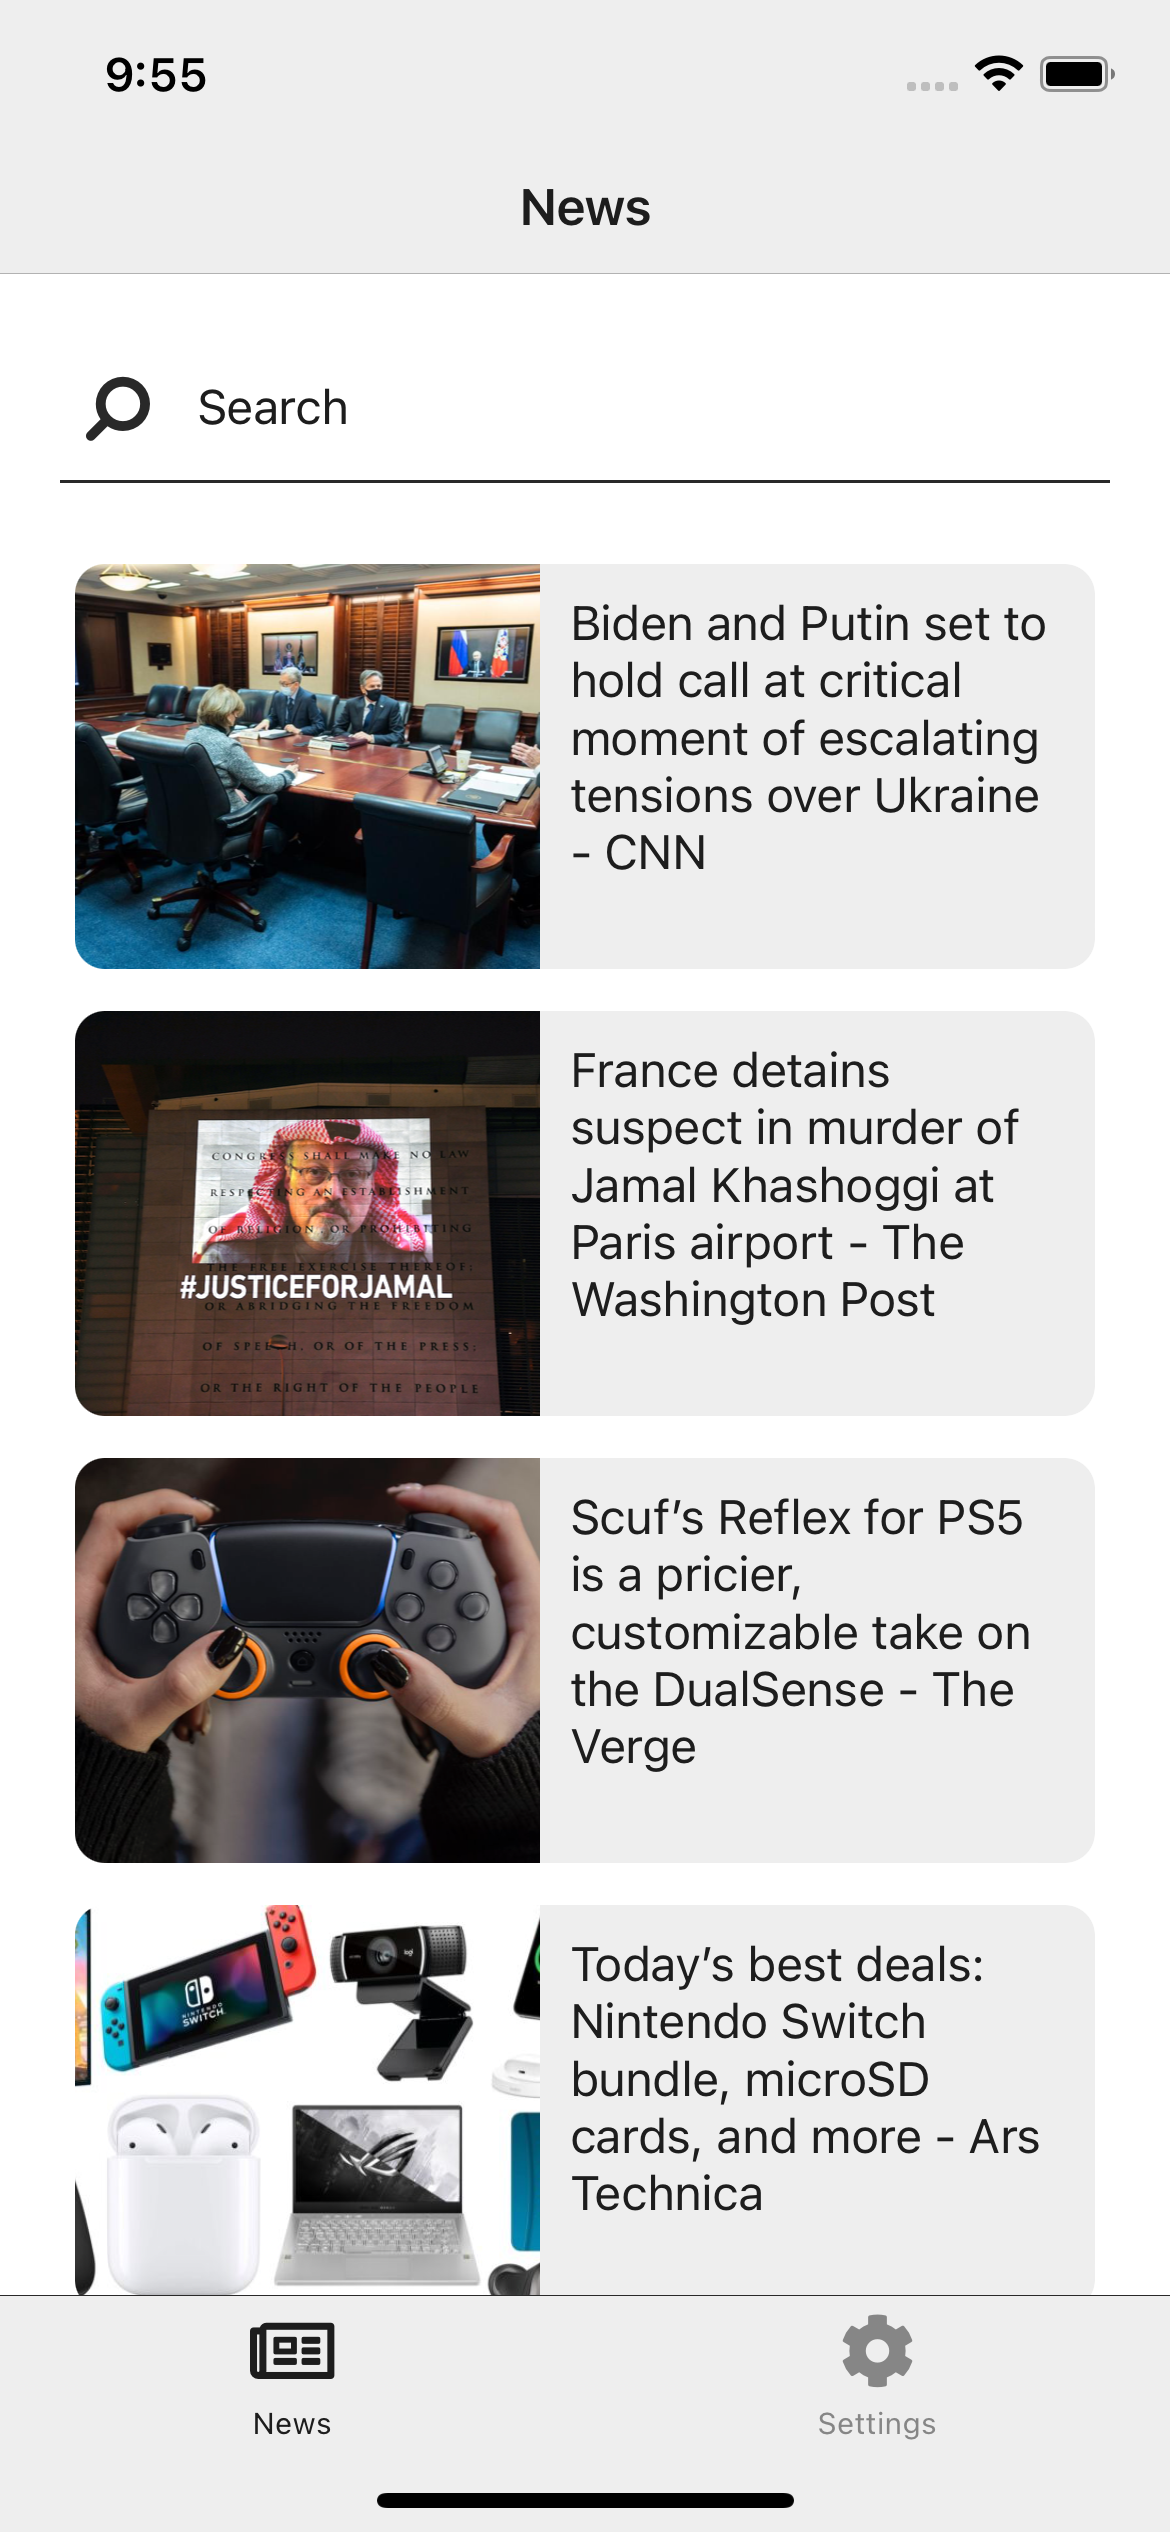 9:55
News
Search
Biden and Putin set to
hold call at critical
moment of escalating
tensions over Ukraine
- CNN
CONGRESS SHALL MAKE NO LAW
RESPECTING AN ESTABLISHMENT
OF RELIGION, OR PROHIBITING
THE FREE EXERCISE THEREOF;
#JUSTICEFORJAMAL
OR ABRIDGING THE FREEDOM
OF SPEECH, OR OF THE PRESS;
OR THE RIGHT OF THE PEOPLE
France detains
suspect in murder of
Jamal Khashoggi at
Paris airport - The
Washington Post
Scuf’s Reflex for PS5
is a pricier,
customizable take on
the DualSense - The
Verge
NINTENDO
SWITCH
logi
Today’s best deals:
Nintendo Switch
bundle, microSD
cards, and more - Ars
Technica
News
Settings